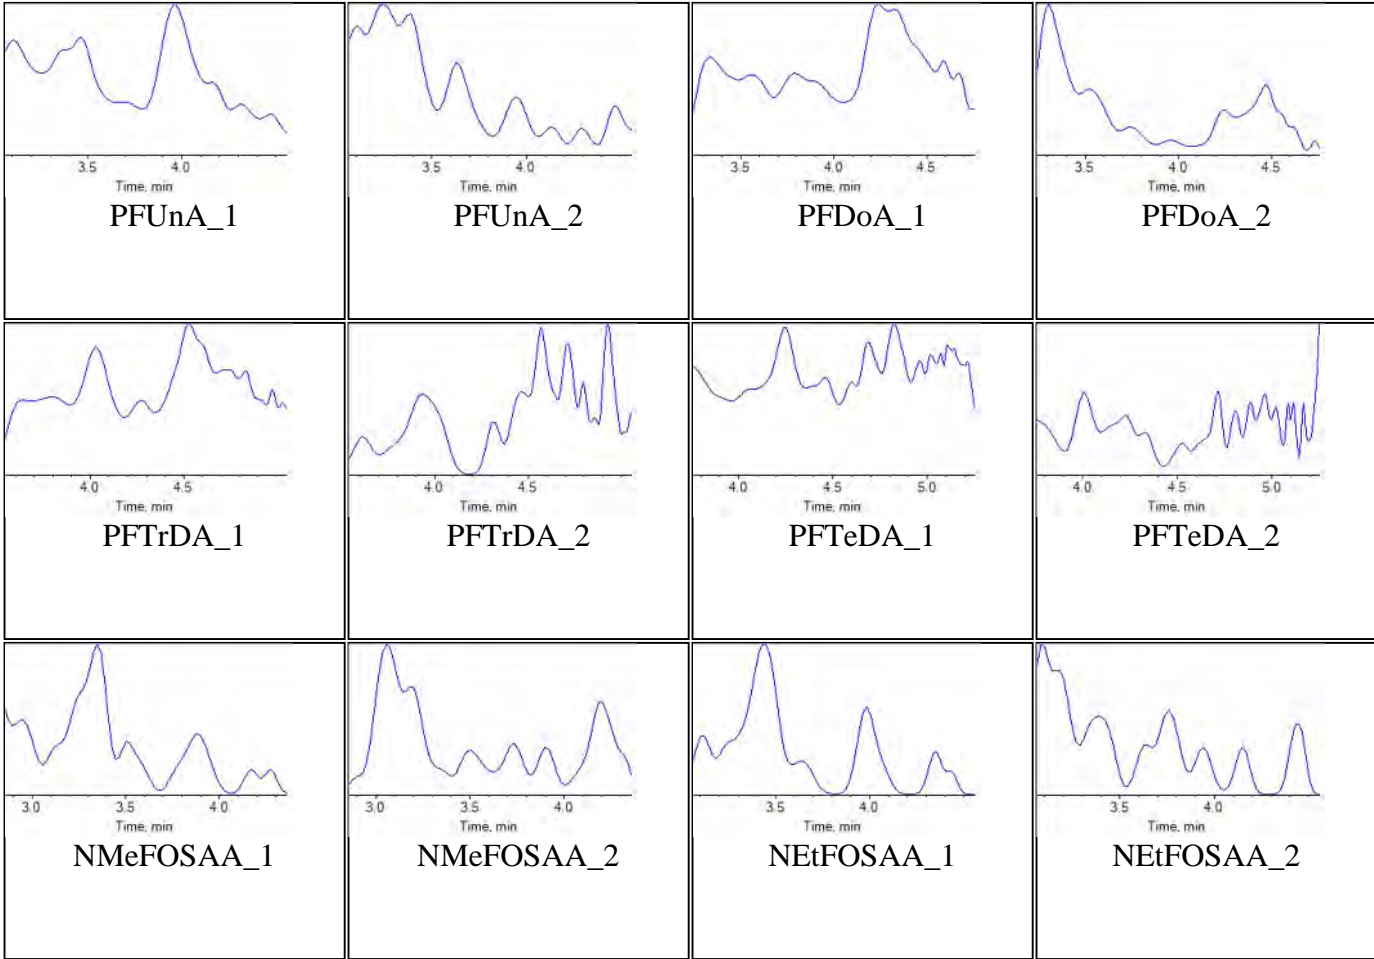 3.5 4.0
Time, min
PFUnA_1
3.5 4.0
Time, min
PFUnA_2
3.5 4.0 4.5
Time, min
PFDoA_1
3.5 4.0 4.5
Time, min
PFDoA_2
4.0 4.5
Time, min
PFTrDA_1
4.0 4.5
Time, min
PFTrDA_2
4.0 4.5 5.0
Time, min
PFTeDA_1
4.0 4.5 5.0
Time, min
PFTeDA_2
3.0 3.5 4.0
Time, min
NMeFOSAA_1
3.0 3.5 4.0
Time, min
NMeFOSAA_2
3.5 4.0
Time, min
NEtFOSAA_1
3.5 4.0
Time, min
NEtFOSAA_2